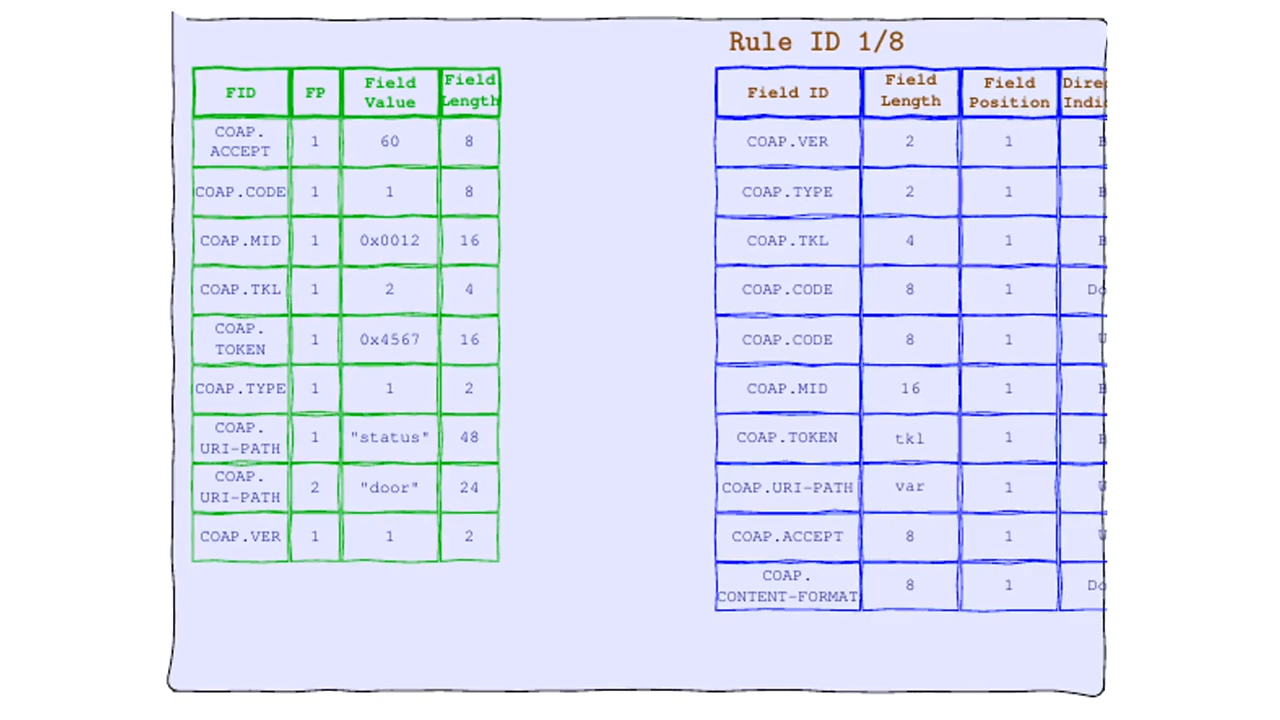 Rule ID 1/8
FID FP Field Value Field Length
COAP. ACCEPT 1 60 8
COAP.CODE 1 1 8
COAP.MID 1 0x0012 16
COAP.TKL 1 2 4
COAP. TOKEN 1 0x4567 16
COAP.TYPE 1 1 2
COAP. URI-PATH 1 "status" 48
COAP. URI-PATH 2 "door" 24
COAP.VER 1 1 2
Field ID Field Length Field Position
COAP.VER 2 1
COAP.TYPE 2 1
COAP.TKL 4 1
COAP.CODE 8 1
COAP.CODE 8 1
COAP.MID 16 1
COAP.TOKEN tkl 1
COAP.URI-PATH var 1
COAP.ACCEPT 8 1
COAP. CONTENT-FORMAT 8 1